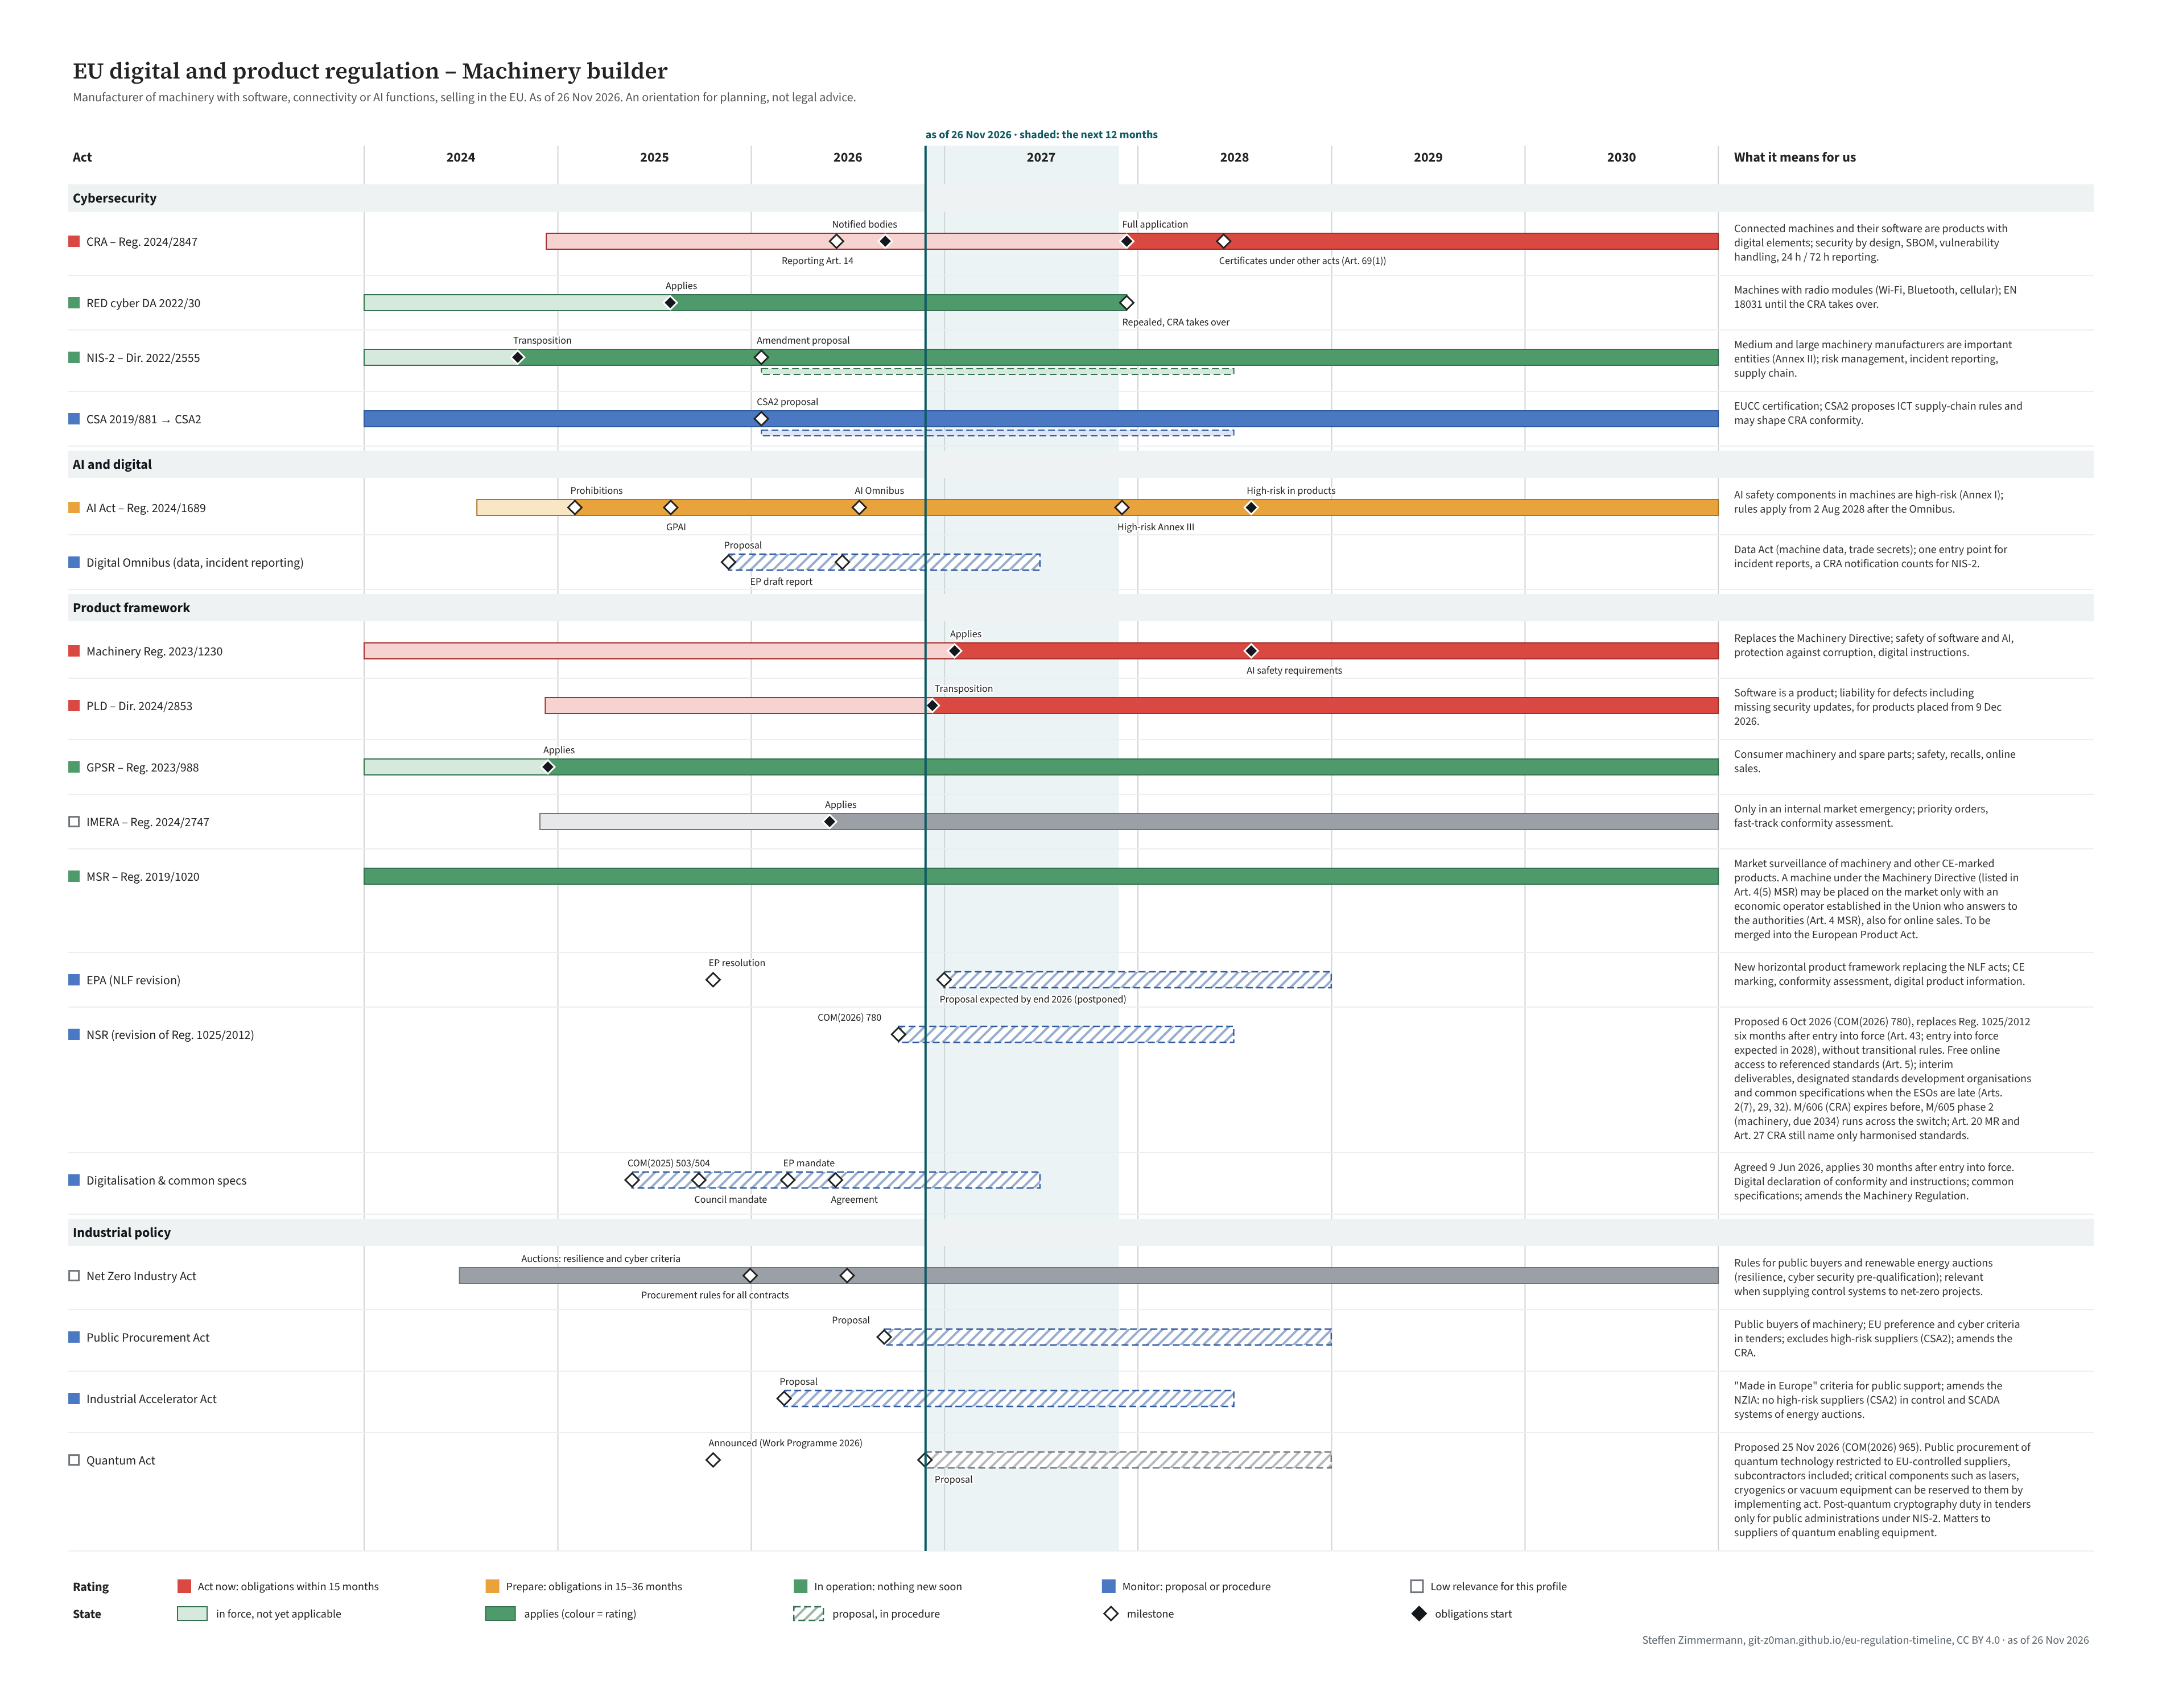 EU digital and product regulation – Machinery builder
Manufacturer of machinery with software, connectivity or AI functions, selling in the EU. As of 26 Nov 2026. An orientation for planning, not legal advice.
as of 26 Nov 2026 · shaded: the next 12 months
Act 2024 2025 2026 2027 2028 2029 2030 What it means for us
Cybersecurity
CRA – Reg. 2024/2847
Notified bodies
Full application
Reporting Art. 14
Certificates under other acts (Art. 69(1))
Connected machines and their software are products with
digital elements; security by design, SBOM, vulnerability
handling, 24 h / 72 h reporting.
RED cyber DA 2022/30
Applies
Repealed, CRA takes over
Machines with radio modules (Wi-Fi, Bluetooth, cellular); EN
18031 until the CRA takes over.
NIS-2 – Dir. 2022/2555
Transposition
Amendment proposal
Medium and large machinery manufacturers are important
entities (Annex II); risk management, incident reporting,
supply chain.
CSA 2019/881 → CSA2
CSA2 proposal
EUCC certification; CSA2 proposes ICT supply-chain rules and
may shape CRA conformity.
AI and digital
AI Act – Reg. 2024/1689
Prohibitions
AI Omnibus
High-risk in products
GPAI
High-risk Annex III
AI safety components in machines are high-risk (Annex I);
rules apply from 2 Aug 2028 after the Omnibus.
Digital Omnibus (data, incident reporting)
Proposal
EP draft report
Data Act (machine data, trade secrets); one entry point for
incident reports, a CRA notification counts for NIS-2.
Product framework
Machinery Reg. 2023/1230
Applies
AI safety requirements
Replaces the Machinery Directive; safety of software and AI,
protection against corruption, digital instructions.
PLD – Dir. 2024/2853
Transposition
Software is a product; liability for defects including
missing security updates, for products placed from 9 Dec
2026.
GPSR – Reg. 2023/988
Applies
Consumer machinery and spare parts; safety, recalls, online
sales.
IMERA – Reg. 2024/2747
Applies
Only in an internal market emergency; priority orders,
fast-track conformity assessment.
MSR – Reg. 2019/1020
Market surveillance of machinery and other CE-marked
products. A machine under the Machinery Directive (listed in
Art. 4(5) MSR) may be placed on the market only with an
economic operator established in the Union who answers to
the authorities (Art. 4 MSR), also for online sales. To be
merged into the European Product Act.
EPA (NLF revision)
EP resolution
Proposal expected by end 2026 (postponed)
New horizontal product framework replacing the NLF acts; CE
marking, conformity assessment, digital product information.
NSR (revision of Reg. 1025/2012)
COM(2026) 780
Proposed 6 Oct 2026 (COM(2026) 780), replaces Reg. 1025/2012
six months after entry into force (Art. 43; entry into force
expected in 2028), without transitional rules. Free online
access to referenced standards (Art. 5); interim
deliverables, designated standards development organisations
and common specifications when the ESOs are late (Arts.
2(7), 29, 32). M/606 (CRA) expires before, M/605 phase 2
(machinery, due 2034) runs across the switch; Art. 20 MR and
Art. 27 CRA still name only harmonised standards.
Digitalisation & common specs
COM(2025) 503/504
EP mandate
Council mandate
Agreement
Agreed 9 Jun 2026, applies 30 months after entry into force.
Digital declaration of conformity and instructions; common
specifications; amends the Machinery Regulation.
Industrial policy
Net Zero Industry Act
Auctions: resilience and cyber criteria
Procurement rules for all contracts
Rules for public buyers and renewable energy auctions
(resilience, cyber security pre-qualification); relevant
when supplying control systems to net-zero projects.
Public Procurement Act
Proposal
Public buyers of machinery; EU preference and cyber criteria
in tenders; excludes high-risk suppliers (CSA2); amends the
CRA.
Industrial Accelerator Act
Proposal
"Made in Europe" criteria for public support; amends the
NZIA: no high-risk suppliers (CSA2) in control and SCADA
systems of energy auctions.
Quantum Act
Announced (Work Programme 2026)
Proposal
Proposed 25 Nov 2026 (COM(2026) 965). Public procurement of
quantum technology restricted to EU-controlled suppliers,
subcontractors included; critical components such as lasers,
cryogenics or vacuum equipment can be reserved to them by
implementing act. Post-quantum cryptography duty in tenders
only for public administrations under NIS-2. Matters to
suppliers of quantum enabling equipment.
Rating Act now: obligations within 15 months Prepare: obligations in 15–36 months In operation: nothing new soon Monitor: proposal or procedure Low relevance for this profile
State in force, not yet applicable applies (colour = rating) proposal, in procedure milestone obligations start
Steffen Zimmermann, git-z0man.github.io/eu-regulation-timeline, CC BY 4.0 · as of 26 Nov 2026